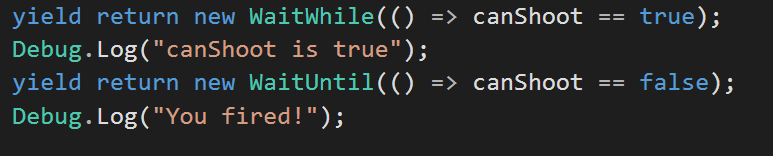 yield return new WaitWhile(() => canShoot == true);
Debug.Log("canShoot is true");
yield return new WaitUntil(() => canShoot == false);
Debug.Log("You fired!");